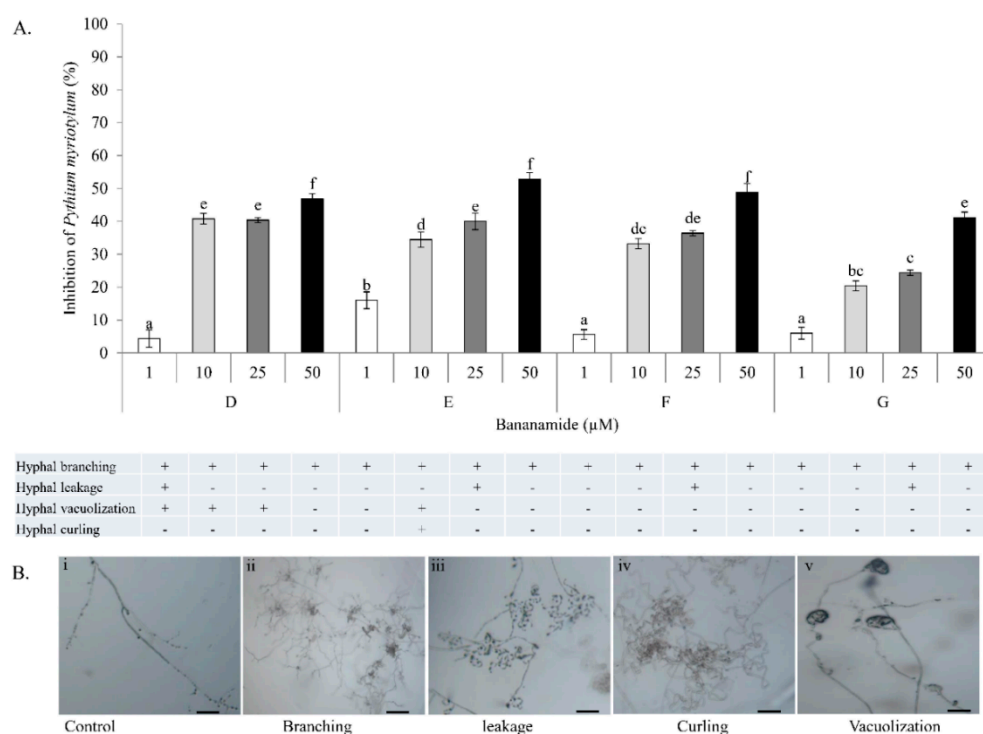 A.
Inhibition of Pythium myriotylum (%)
100
90
80
70
60
50
40
30
20
10
0
a e e f b d e f a dc de f a bc c e
1 10 25 50 1 10 25 50 1 10 25 50 1 10 25 50
D E F G
Bananamide (µM)
Hyphal branching + + + + + + + + + + + + + + + +
Hyphal leakage + - - - - - + - - - + - - - + -
Hyphal vacuolization + + + - - + - - - - - - - - - -
Hyphal curling - - - - - + - - - - - - - - - -
B.
i ii iii iv v
Control Branching leakage Curling Vacuolization